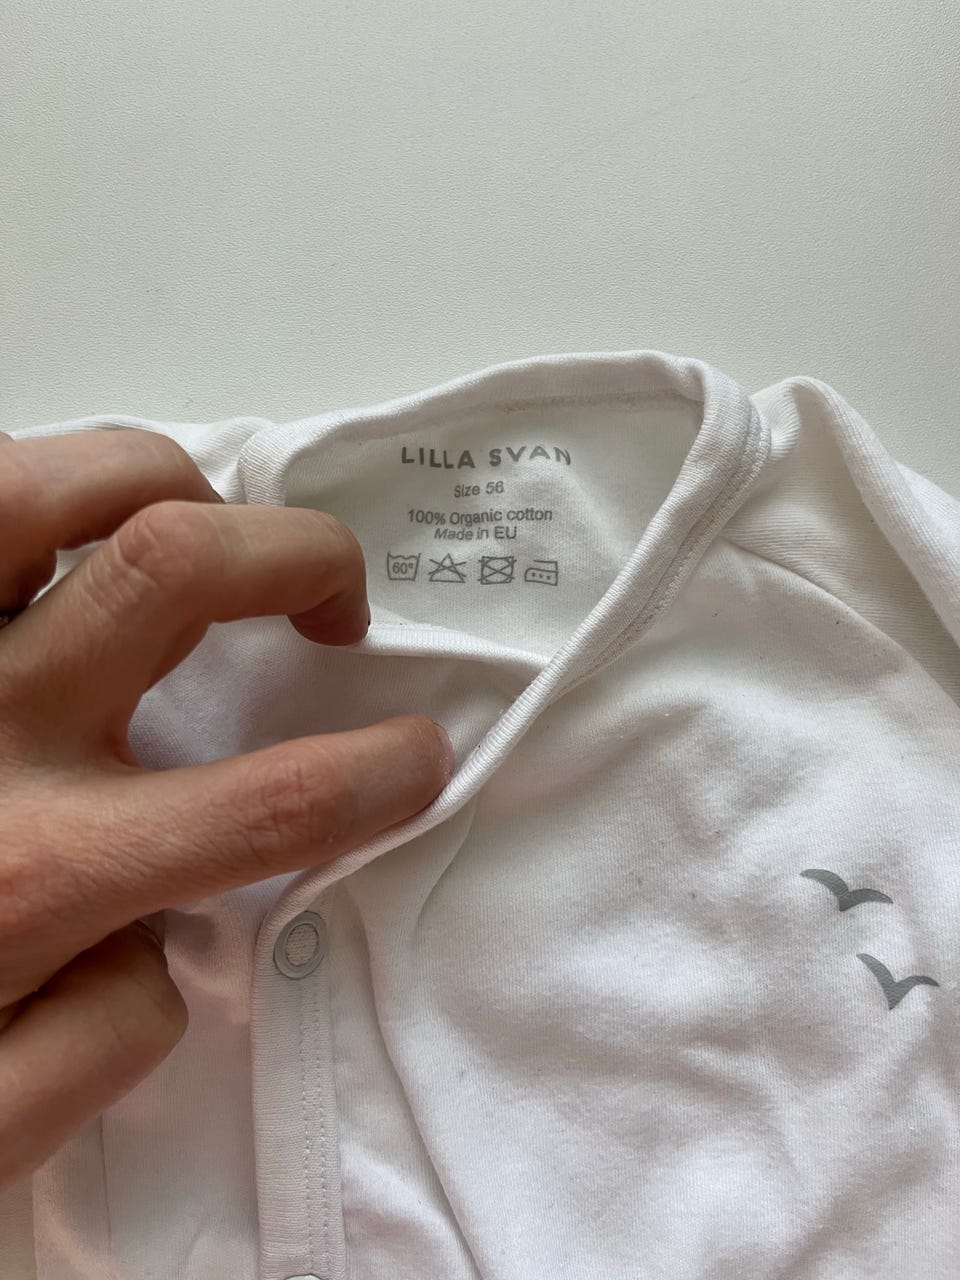 LILLA SVAN
Size 56
100% Organic cotton
Made in EU
60°